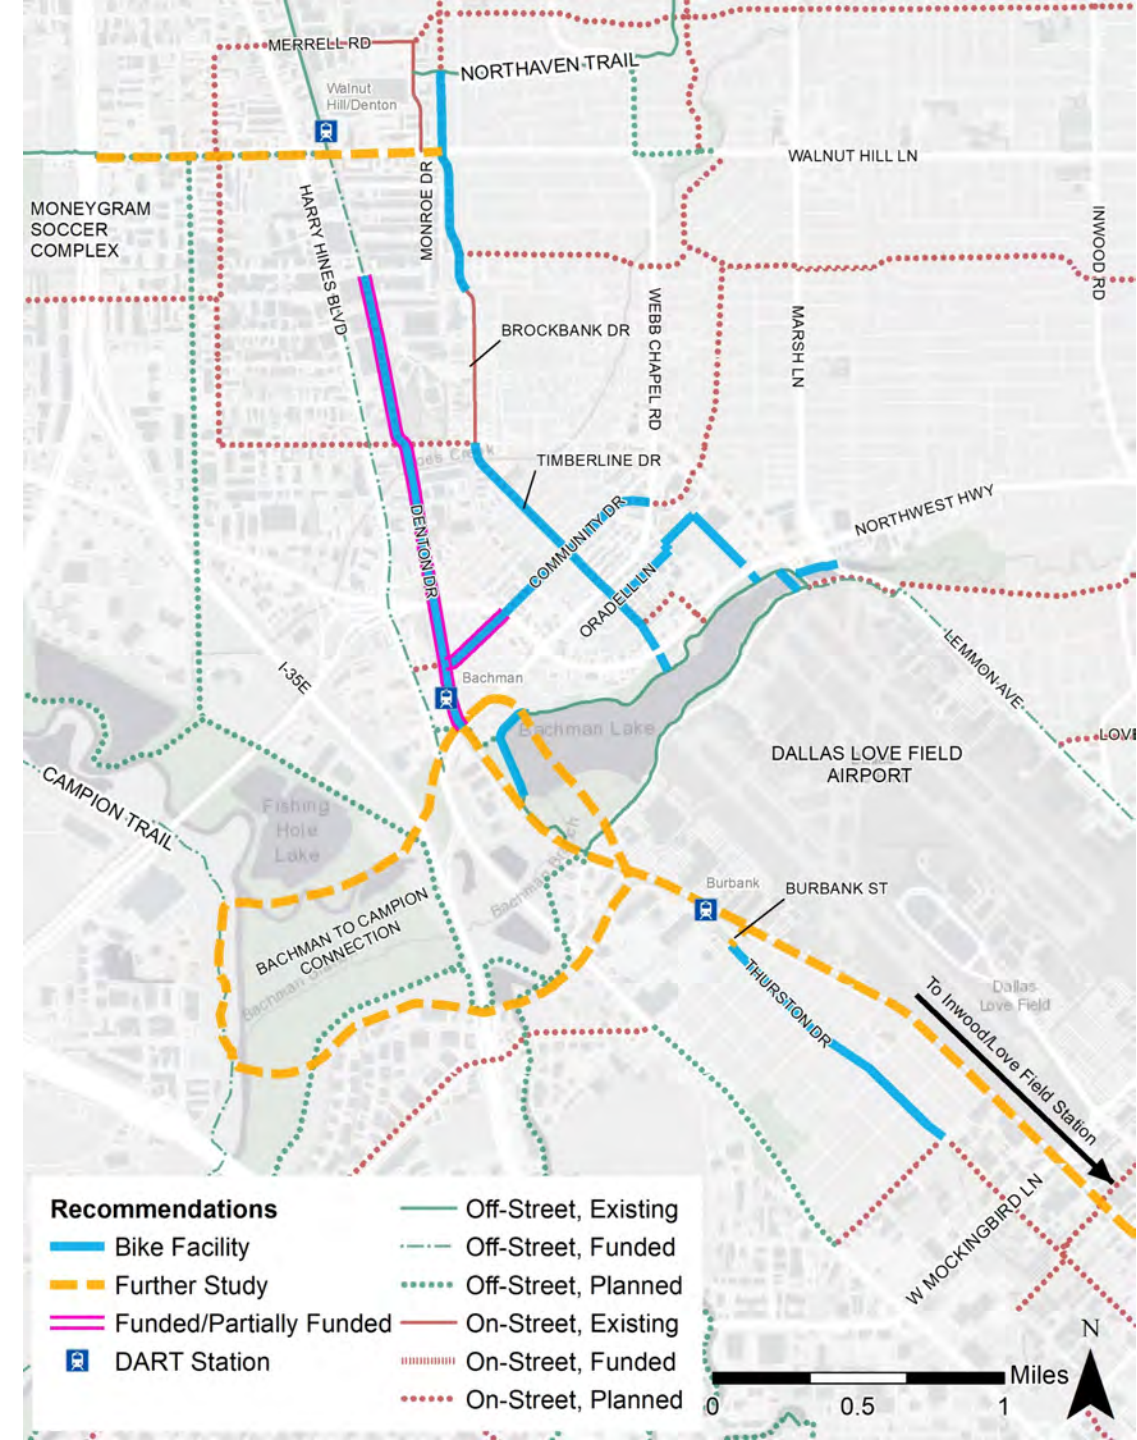 MERRELL RD
NORTHAVEN TRAIL
Walnut
Hill/Denton
WALNUT HILL LN
MONEYGRAM
SOCCER
COMPLEX
HARRY HINES BLVD
MONROE DR
INWOOD RD
WEBB CHAPEL RD
MARSH LN
BROCKBANK DR
TIMBERLINE DR
NORTHWEST HWY
DENTON DR
COMMUNITY DR
ORADELL LN
I-35E
Bachman
LEMMON AVE
Bachman Lake
LOVE
DALLAS LOVE FIELD
AIRPORT
CAMPION TRAIL
Fishing
Hole
Lake
Bachman Branch
Burbank
BURBANK ST
BACHMAN TO CAMPION
CONNECTION
THURSTON DR
Dallas
Love Field
To Inwood/Love Field Station
W MOCKINGBIRD LN
Recommendations
Bike Facility
Further Study
Funded/Partially Funded
DART Station
Off-Street, Existing
Off-Street, Funded
Off-Street, Planned
On-Street, Existing
On-Street, Funded
On-Street, Planned
N
Miles
0
0.5
1